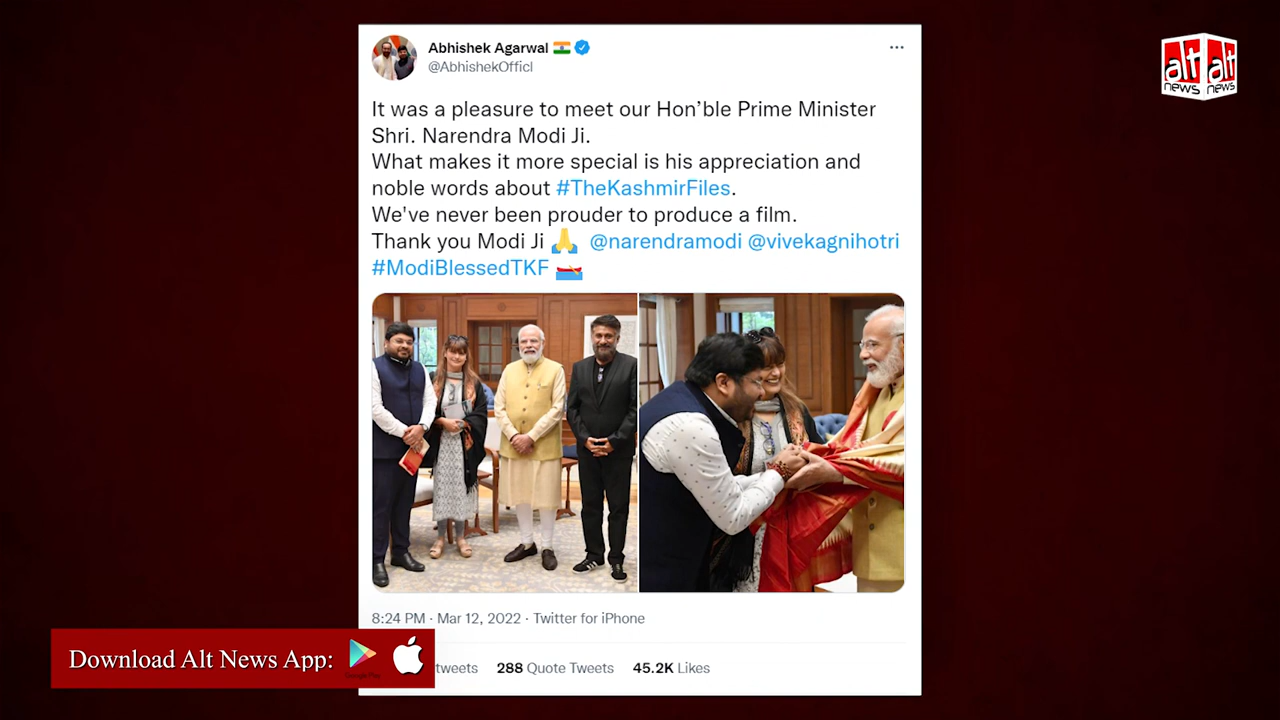 Abhishek Agarwal
@AbhishekOfficl
alt alt
news news
It was a pleasure to meet our Hon’ble Prime Minister
Shri. Narendra Modi Ji.
What makes it more special is his appreciation and
noble words about #TheKashmirFiles.
We've never been prouder to produce a film.
Thank you Modi Ji 🙏 @narendramodi @vivekagnihotri
#ModiBlessedTKF
8:24 PM · Mar 12, 2022 · Twitter for iPhone
Download Alt News App:
Google Play
tweets 288 Quote Tweets 45.2K Likes